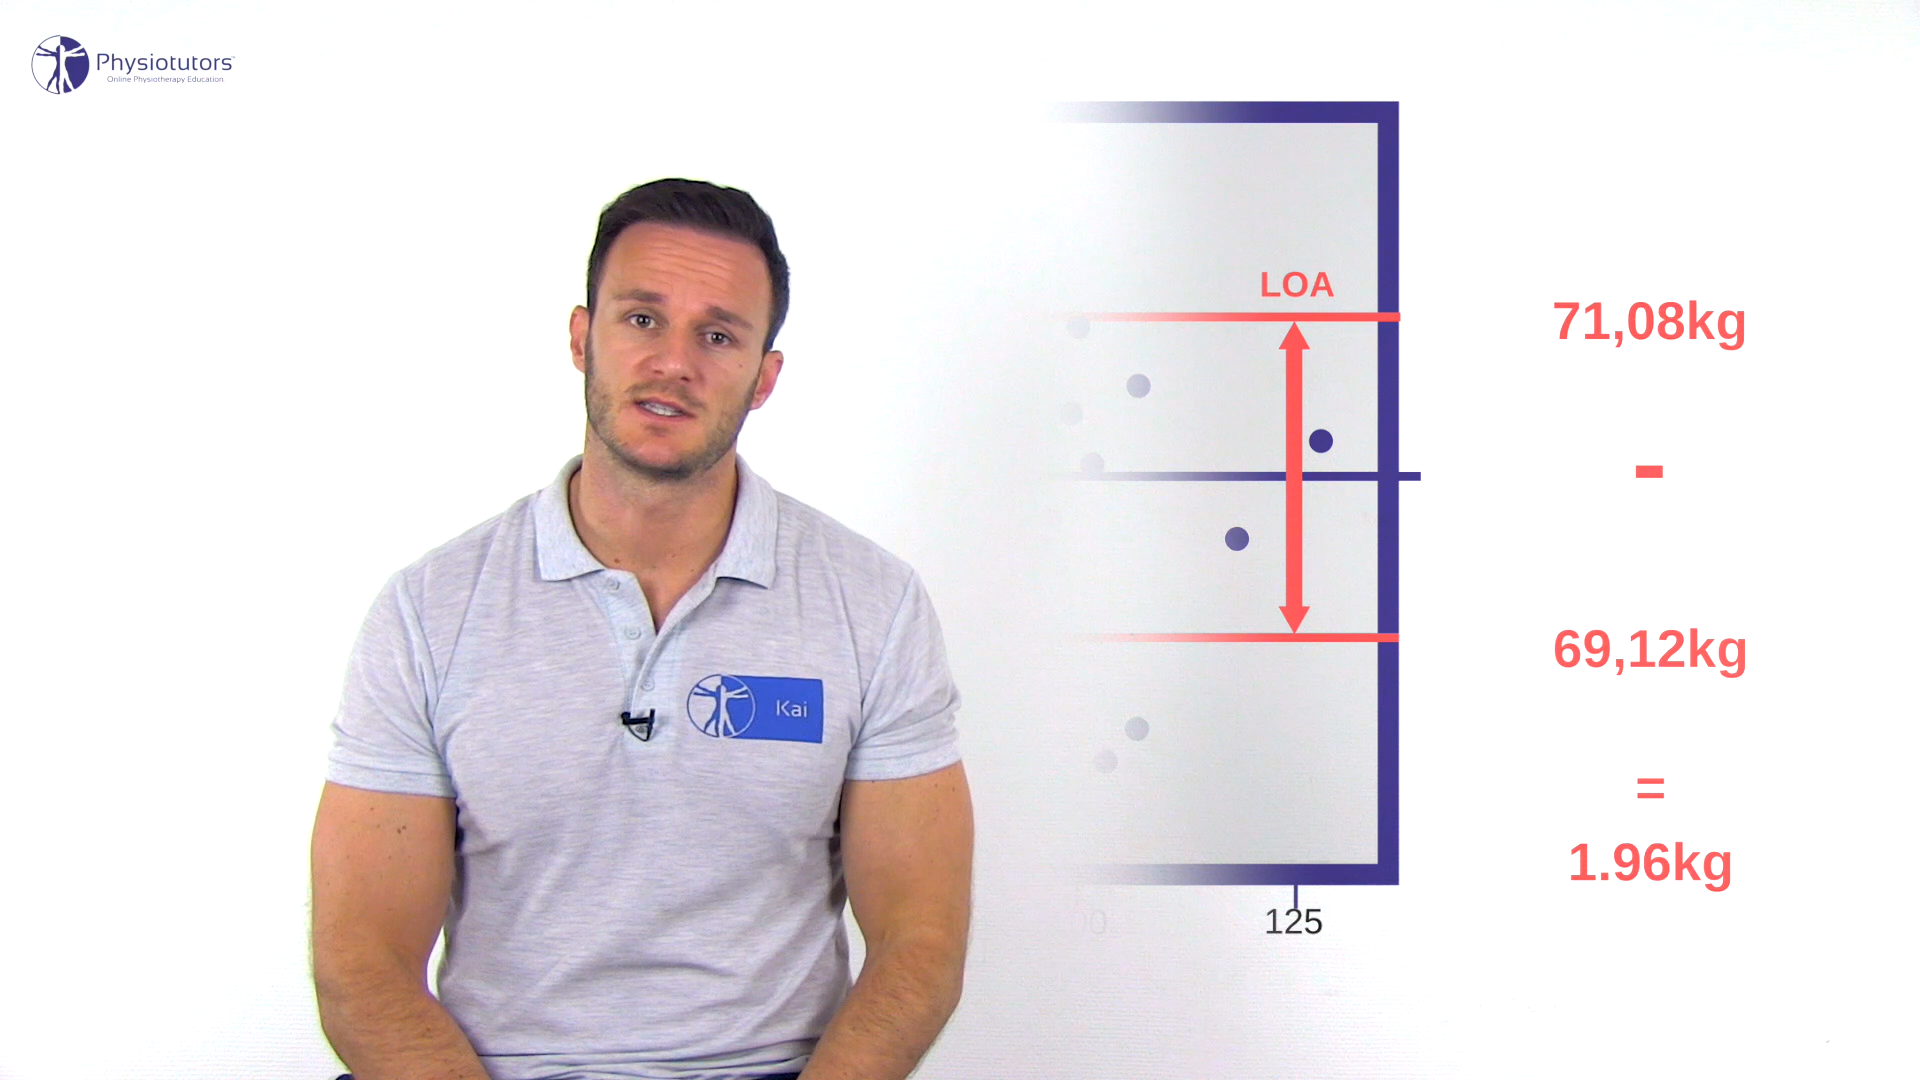 Physiotutors
Online Physiotherapy Education
LOA
71,08kg
-
69,12kg
=
1.96kg
Kai
125